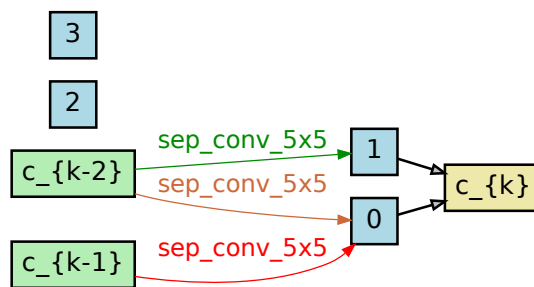 3
2
c_{k-2}
sep_conv_5x5
1
sep_conv_5x5
c_{k}
0
c_{k-1}
sep_conv_5x5